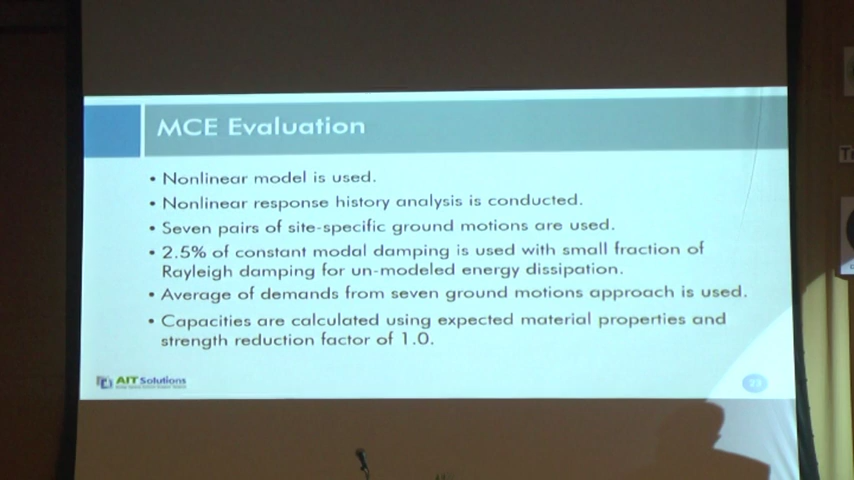 MCE Evaluation
• Nonlinear model is used.
• Nonlinear response history analysis is conducted.
• Seven pairs of site-specific ground motions are used.
• 2.5% of constant modal damping is used with small fraction of
Rayleigh damping for un-modeled energy dissipation.
• Average of demands from seven ground motions approach is used.
• Capacities are calculated using expected material properties and
strength reduction factor of 1.0.
AIT Solutions
23